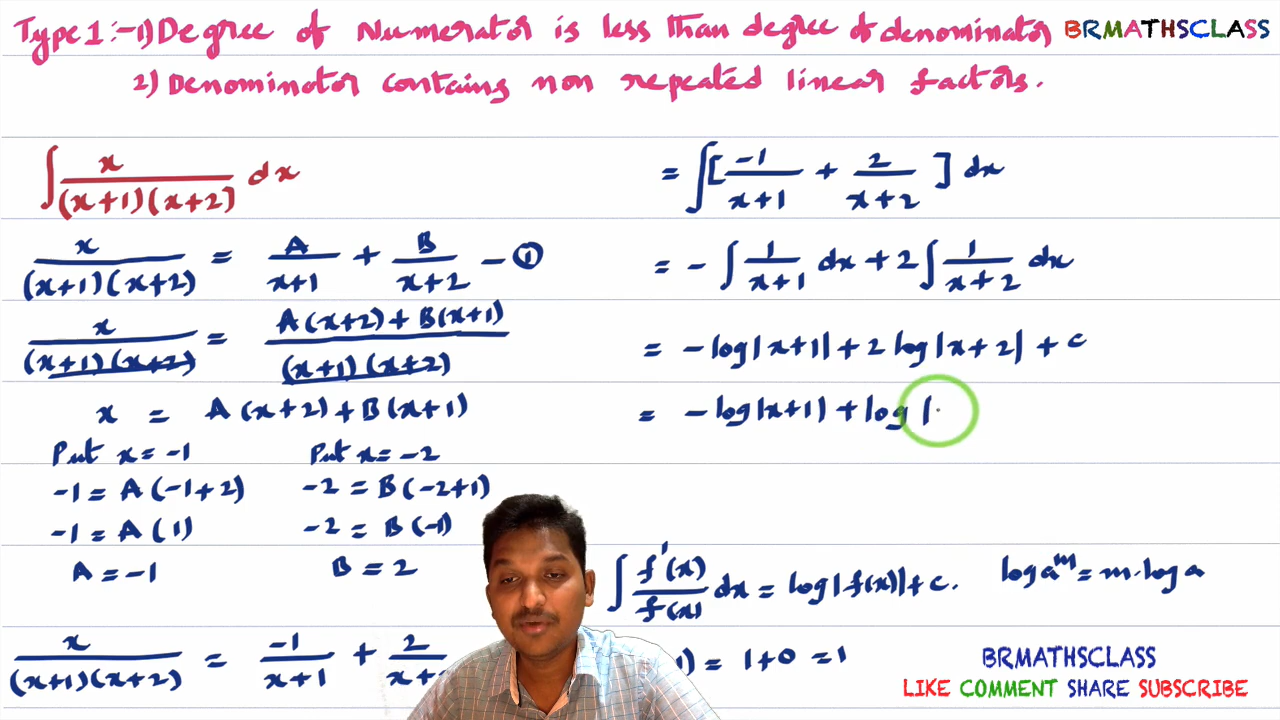 Type 1 :- 1) Degree of Numerator is less than degree of denominator BRMATHSCLASS
2) Denominator contains non repeated linear factors.
∫ x/((x+1)(x+2)) dx
x/((x+1)(x+2)) = A/(x+1) + B/(x+2) - ①
x/((x+1)(x+2)) = (A(x+2)+B(x+1))/((x+1)(x+2))
x = A(x+2)+B(x+1)
Put x=-1
-1=A(-1+2)
-1=A(1)
A=-1
Put x=-2
-2=B(-2+1)
-2=B(-1)
B=2
x/((x+1)(x+2)) = -1/(x+1) + 2/(x+
= ∫[-1/(x+1) + 2/(x+2)] dx
= -∫ 1/(x+1) dx + 2∫ 1/(x+2) dx
= -log|x+1| + 2 log|x+2| + c
= -log|x+1| + log|
∫ f'(x)/f(x) dx = log|f(x)|+c.
log a^m = m.log a
1) = 1+0 = 1
BRMATHSCLASS
LIKE COMMENT SHARE SUBSCRIBE